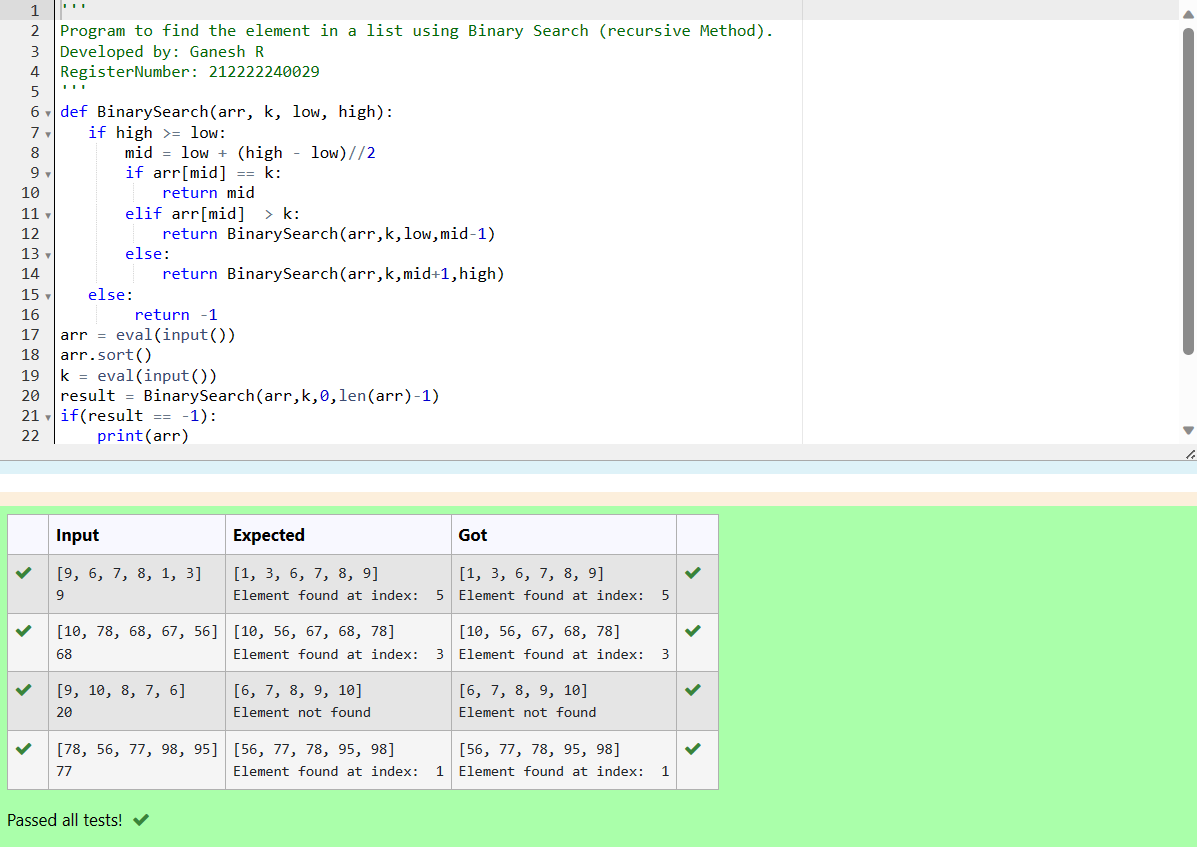 1 '''
2 Program to find the element in a list using Binary Search (recursive Method).
3 Developed by: Ganesh R
4 RegisterNumber: 212222240029
5 '''
6 def BinarySearch(arr, k, low, high):
7    if high >= low:
8        mid = low + (high - low)//2
9        if arr[mid] == k:
10            return mid
11        elif arr[mid]  > k:
12            return BinarySearch(arr,k,low,mid-1)
13        else:
14            return BinarySearch(arr,k,mid+1,high)
15    else:
16         return -1
17 arr = eval(input())
18 arr.sort()
19 k = eval(input())
20 result = BinarySearch(arr,k,0,len(arr)-1)
21 if(result == -1):
22     print(arr)
Input Expected Got
[9, 6, 7, 8, 1, 3] [1, 3, 6, 7, 8, 9] [1, 3, 6, 7, 8, 9]
9 Element found at index:  5 Element found at index:  5
[10, 78, 68, 67, 56] [10, 56, 67, 68, 78] [10, 56, 67, 68, 78]
68 Element found at index:  3 Element found at index:  3
[9, 10, 8, 7, 6] [6, 7, 8, 9, 10] [6, 7, 8, 9, 10]
20 Element not found Element not found
[78, 56, 77, 98, 95] [56, 77, 78, 95, 98] [56, 77, 78, 95, 98]
77 Element found at index:  1 Element found at index:  1
Passed all tests!